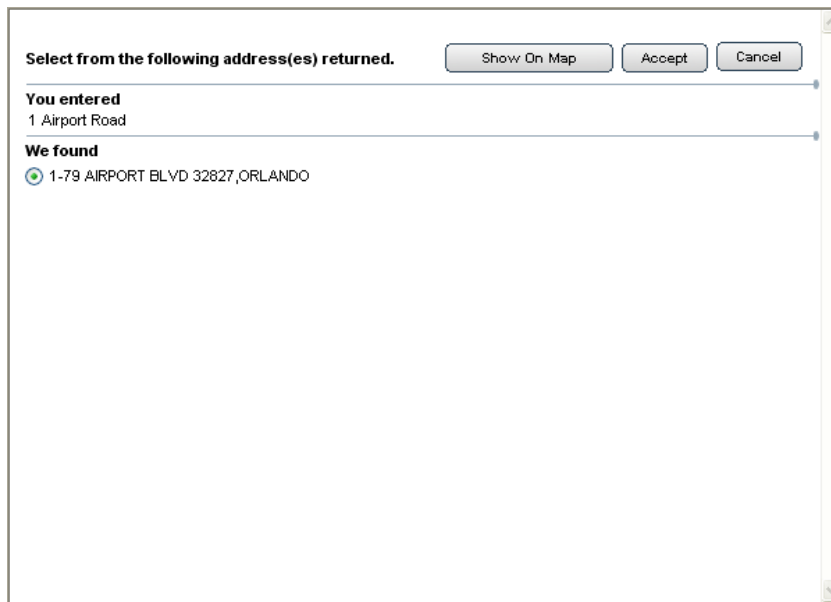 Select from the following address(es) returned. Show On Map Accept Cancel
You entered
1 Airport Road
We found
1-79 AIRPORT BLVD 32827,ORLANDO